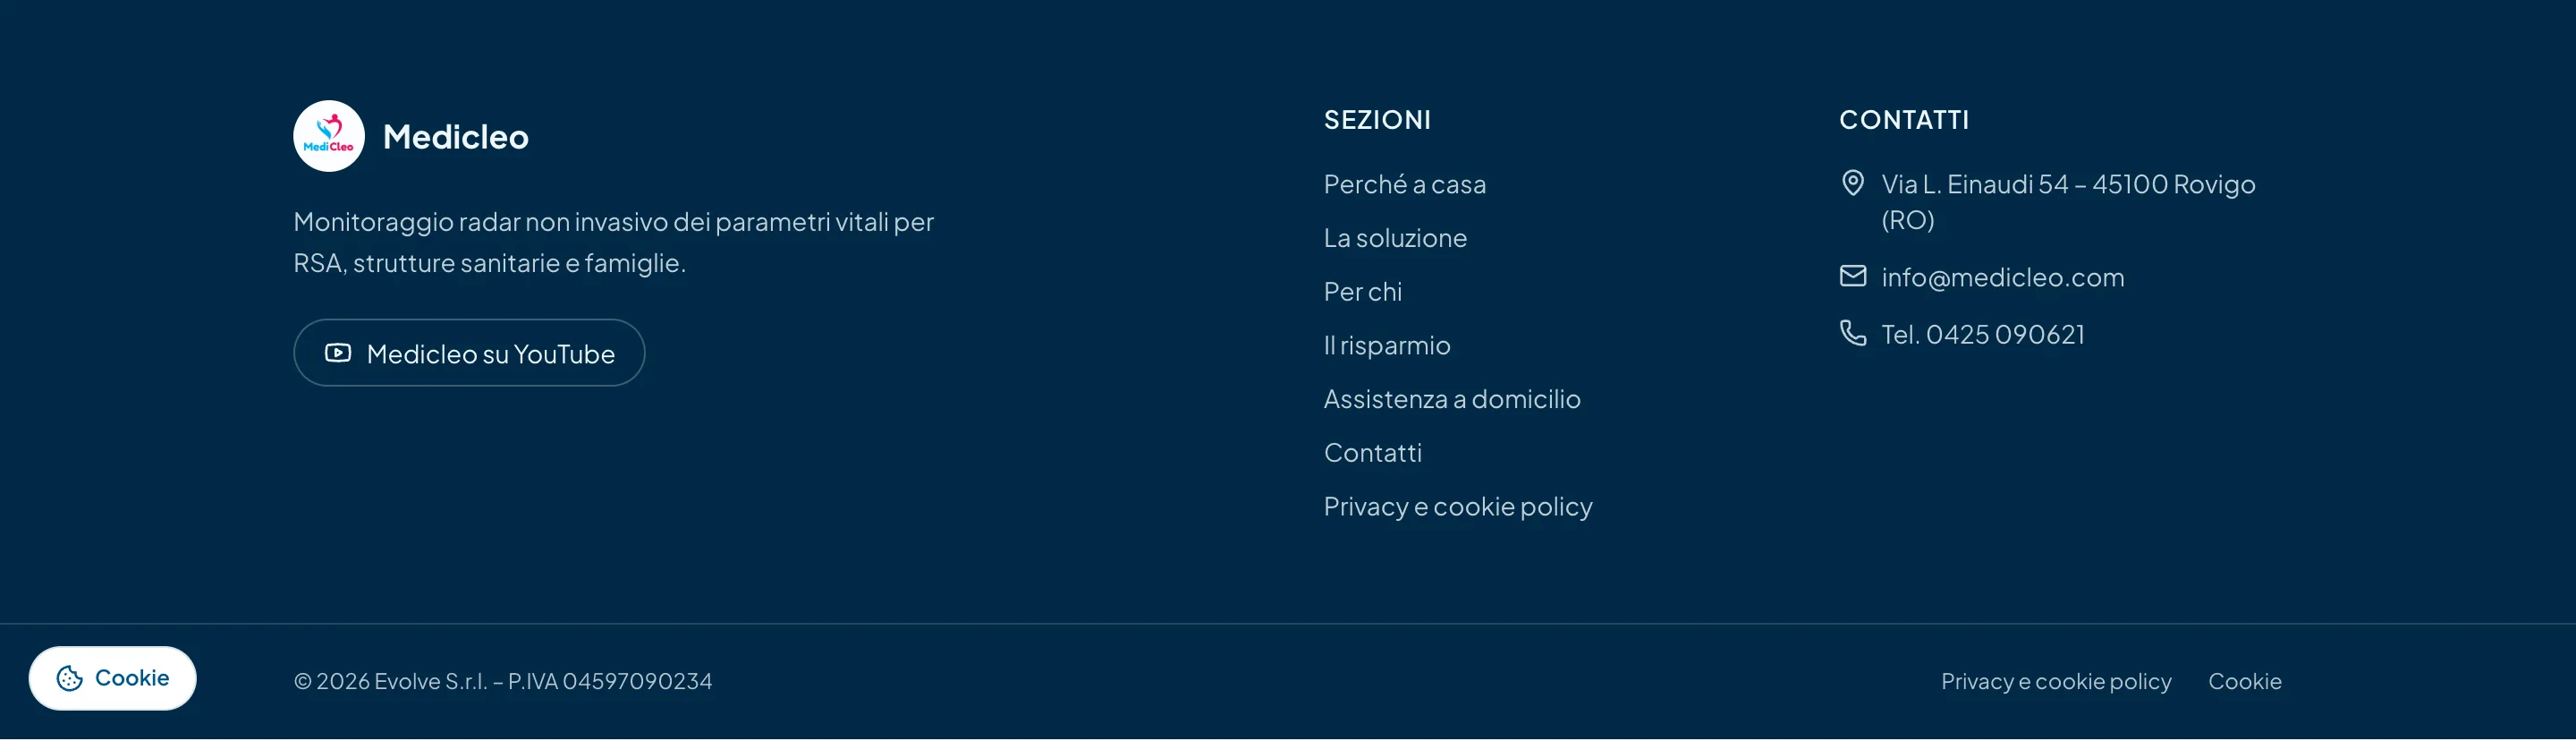 MediCleo
Medicleo
Monitoraggio radar non invasivo dei parametri vitali per
RSA, strutture sanitarie e famiglie.
Medicleo su YouTube
SEZIONI
Perché a casa
La soluzione
Per chi
Il risparmio
Assistenza a domicilio
Contatti
Privacy e cookie policy
CONTATTI
Via L. Einaudi 54 – 45100 Rovigo
(RO)
info@medicleo.com
Tel. 0425 090621
Cookie
© 2026 Evolve S.r.l. – P.IVA 04597090234
Privacy e cookie policy
Cookie